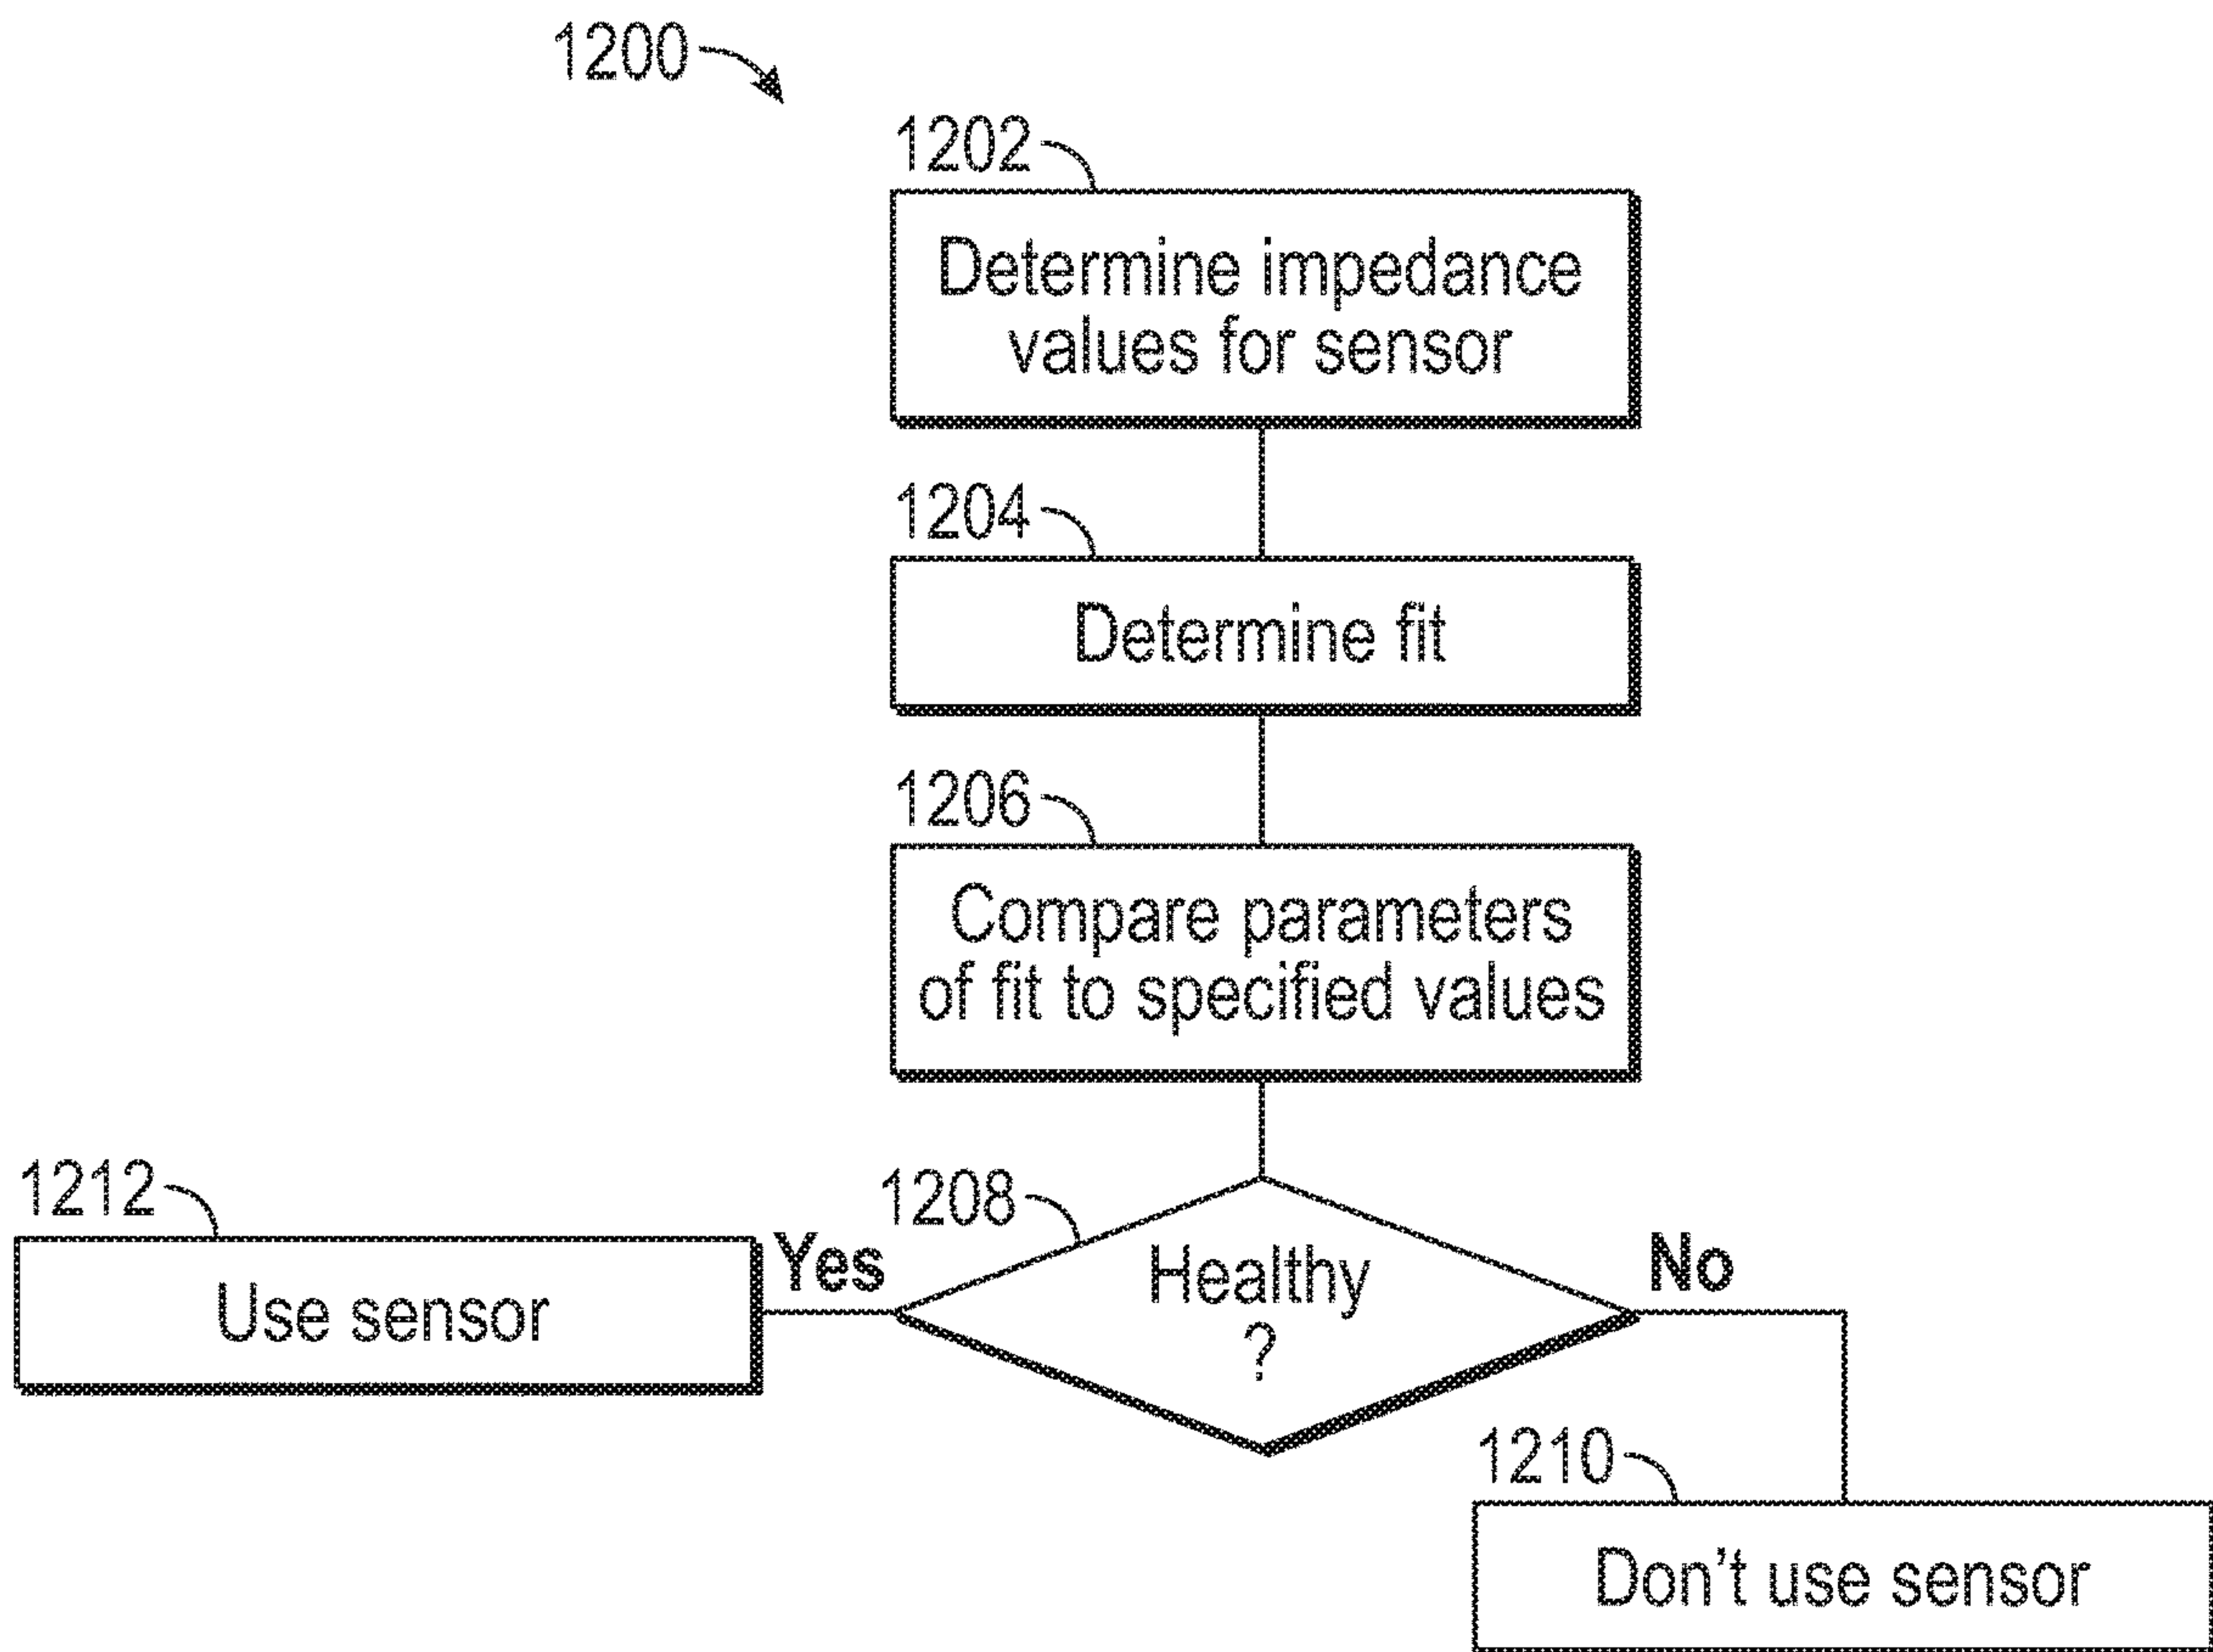 1200
1202
Determine impedance
values for sensor
1204
Determine fit
1206
Compare parameters
of fit to specified values
1208
Healthy
?
Yes
1212
Use sensor
No
1210
Don't use sensor